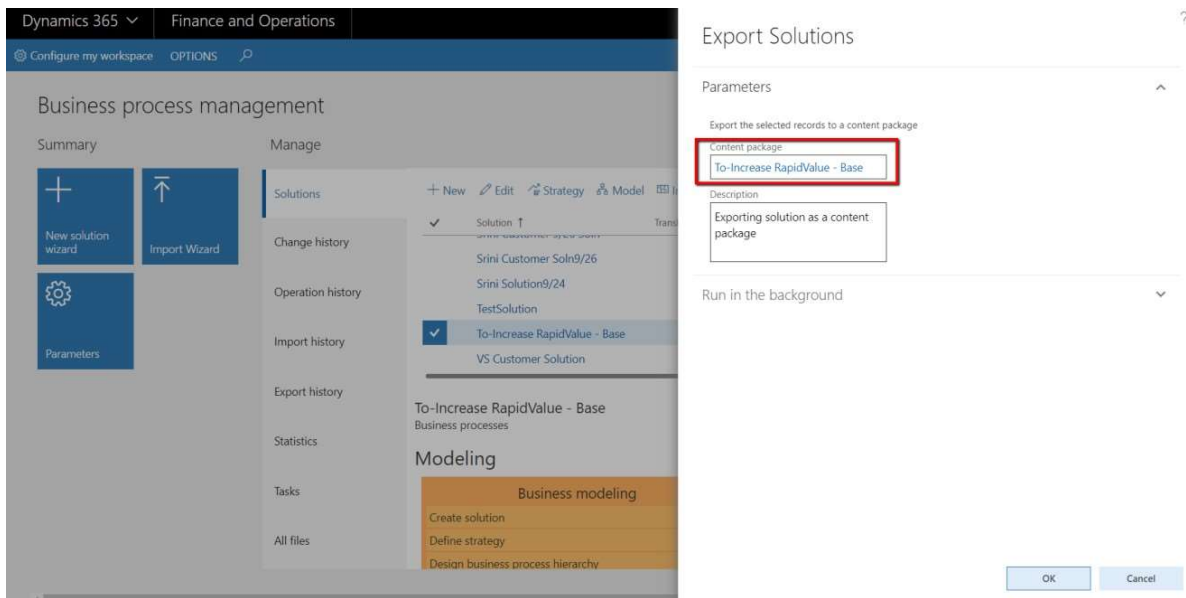 Dynamics 365
Finance and Operations
Configure my workspace OPTIONS
Business process management
Summary
Manage
New solution
wizard
Import Wizard
Parameters
Solutions
Change history
Operation history
Import history
Export history
Statistics
Tasks
All files
New Edit Strategy Model
Solution
Srini Customer Soln9/26
Srini Solution9/24
TestSolution
To-Increase RapidValue - Base
VS Customer Solution
To-Increase RapidValue - Base
Business processes
Modeling
Business modeling
Create solution
Define strategy
Design business process hierarchy
?
Export Solutions
Parameters
Export the selected records to a content package
Content package
To-Increase RapidValue - Base
Description
Exporting solution as a content
package
Run in the background
OK Cancel